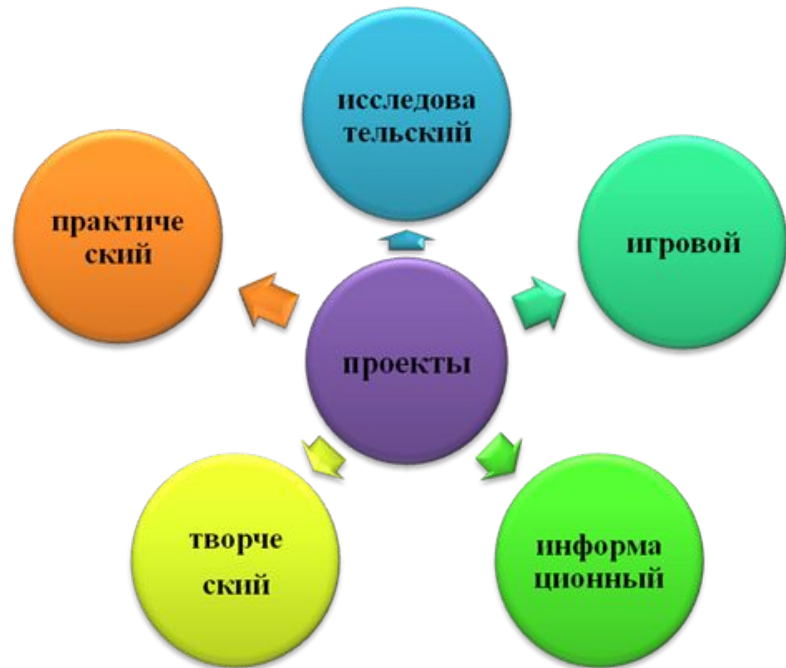 исследова
тельский
практиче
ский
игровой
проекты
творче
ский
информа
ционный